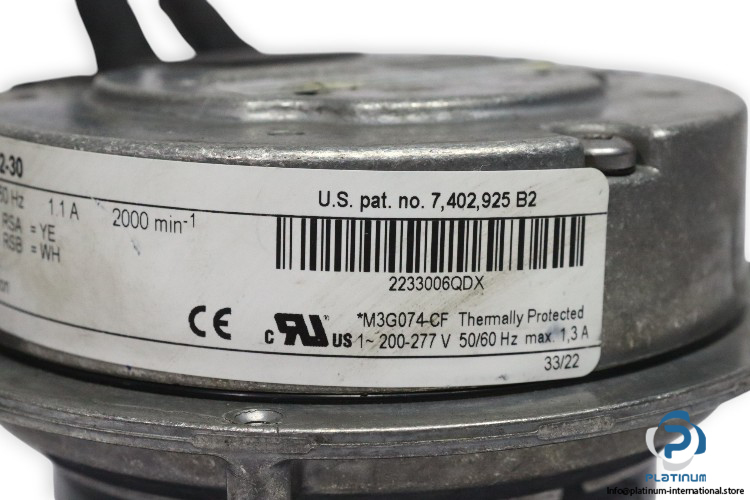 2-30
60 Hz 1.1 A 2000 min-1
RSA = YE
RSB = WH
U.S. pat. no. 7,402,925 B2
2233006QDX
CE c RU US
*M3G074-CF Thermally Protected
1~ 200-277 V 50/60 Hz max. 1,3 A
33/22
PLATINUM
Info@platinum-international.store